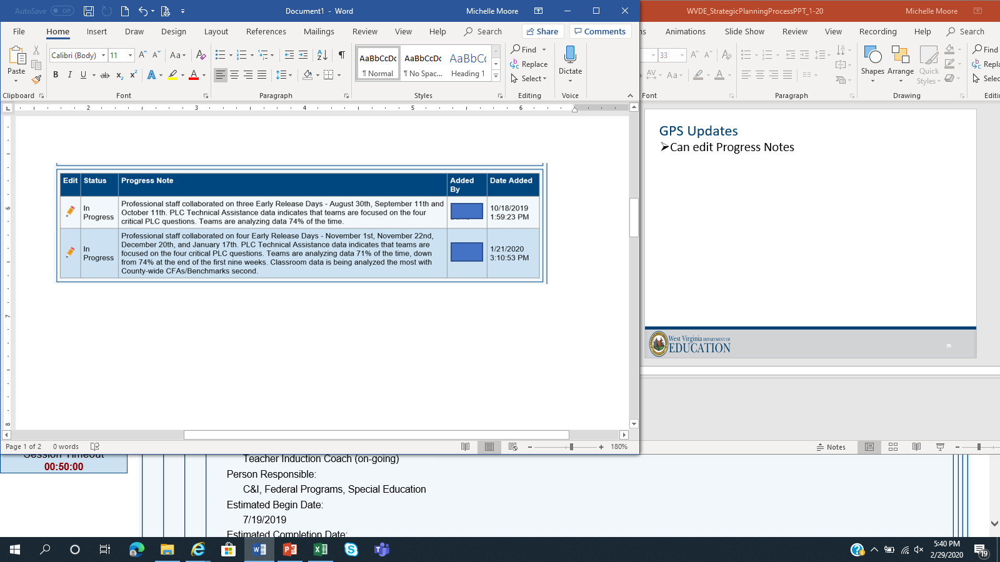 AutoSave Off
Document1 - Word
Michelle Moore
WVDE_StrategicPlanningProcessPPT_1-20
Michelle Moore
File Home Insert Draw Design Layout References Mailings Review View Help Search Share Comments
Animations Slide Show Review View Recording Help Search
Paste
Clipboard
Calibri (Body) 11
Font
Paragraph
AaBbCcDc AaBbCcDc AaBbCc
¶ Normal ¶ No Spac... Heading 1
Styles
Find
Replace
Select
Editing
Dictate
Voice
33
Font
Paragraph
Shapes Arrange Quick
Styles
Drawing
Find
2 3 4 5 6
Edit Status Progress Note Added
By Date Added
In
Progress
Professional staff collaborated on three Early Release Days - August 30th, September 11th and
October 11th. PLC Technical Assistance data indicates that teams are focused on the four
critical PLC questions. Teams are analyzing data 74% of the time.
10/18/2019
1:59:23 PM
In
Progress
Professional staff collaborated on four Early Release Days - November 1st, November 22nd,
December 20th, and January 17th. PLC Technical Assistance data indicates that teams are
focused on the four critical PLC questions. Teams are analyzing data 71% of the time, down
from 74% at the end of the first nine weeks. Classroom data is being analyzed the most with
County-wide CFAs/Benchmarks second.
1/21/2020
3:10:53 PM
6
7
8
GPS Updates
➢Can edit Progress Notes
West Virginia DEPARTMENT OF
EDUCATION
35
Page 1 of 2 0 words
180%
Notes
Session Timeout
00:50:00
Teacher Induction Coach (on-going)
Person Responsible:
C&I, Federal Programs, Special Education
Estimated Begin Date:
7/19/2019
Estimated Completion Date:
5:40 PM
2/29/2020
19